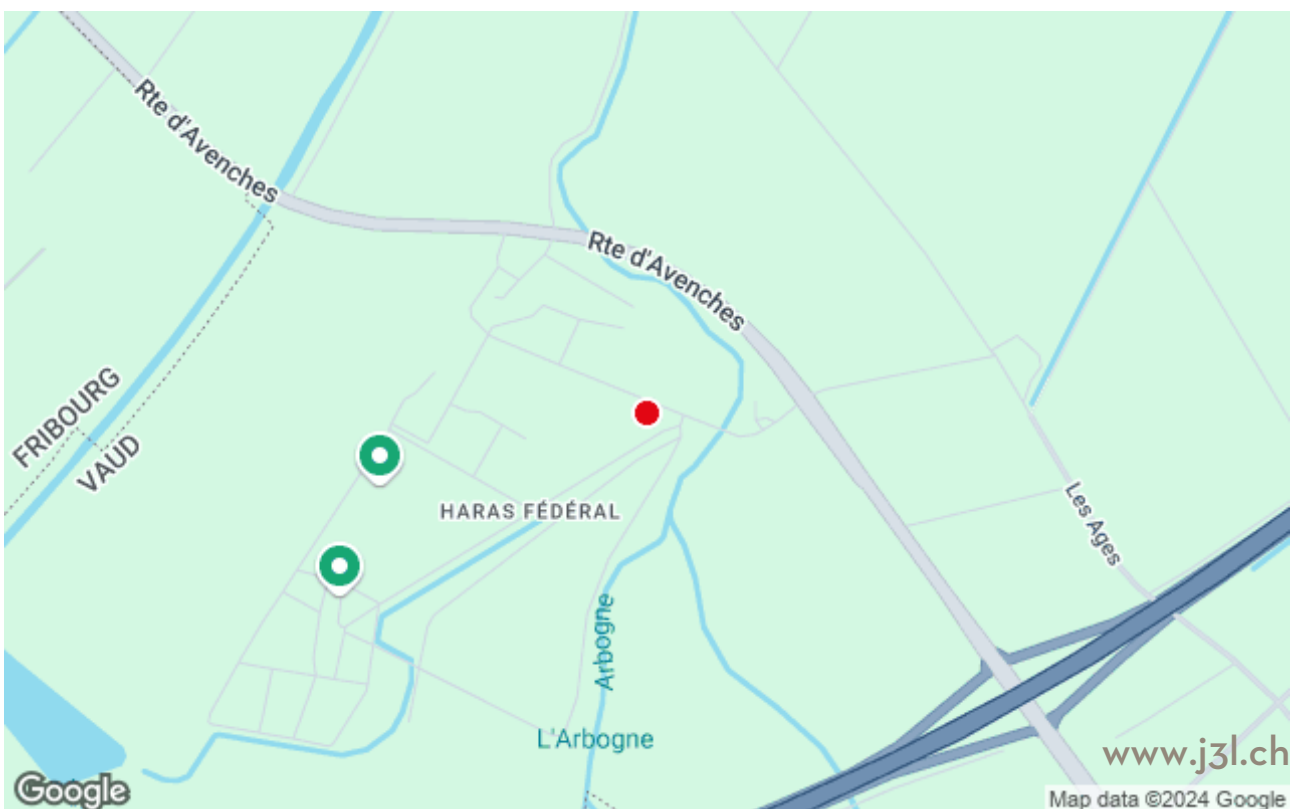 Rte d'Avenches
Rte d'Avenches
FRIBOURG
VAUD
HARAS FÉDÉRAL
Les Ages
Arbogne
L'Arbogne
www.j3l.ch
Google
Map data ©2024 Google